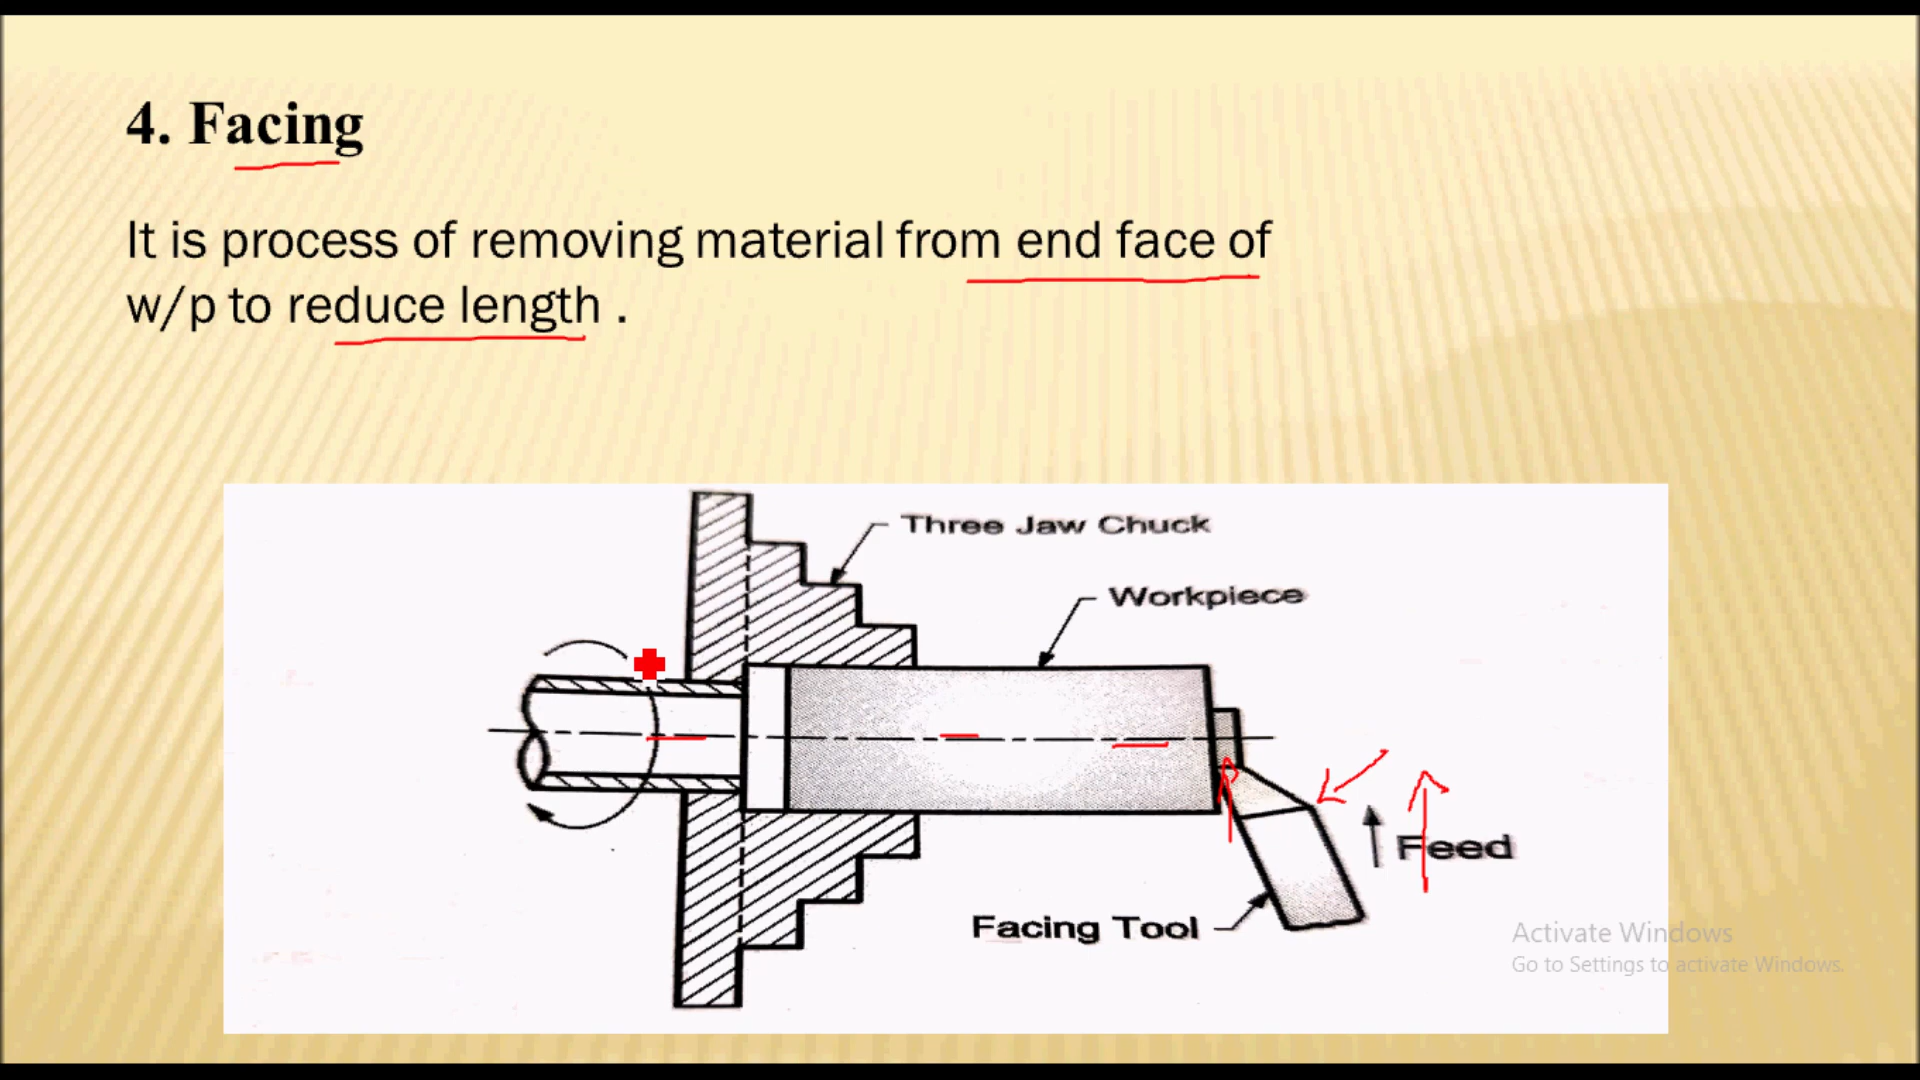 4. Facing
It is process of removing material from end face of
w/p to reduce length .
Three Jaw Chuck
Workpiece
Feed
Facing Tool
Activate Windows
Go to Settings to activate Windows.